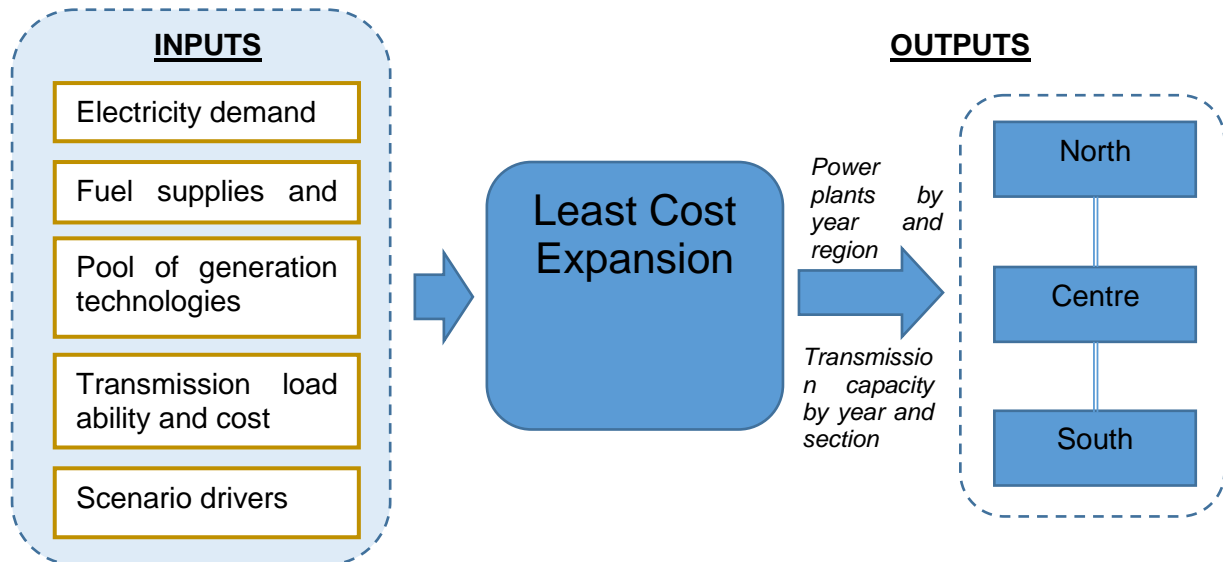 INPUTS
Electricity demand
Fuel supplies and
Pool of generation
technologies
Transmission load
ability and cost
Scenario drivers
Least Cost
Expansion
OUTPUTS
Power
plants by
year and
region
Transmissio
n capacity
by year and
section
North
Centre
South